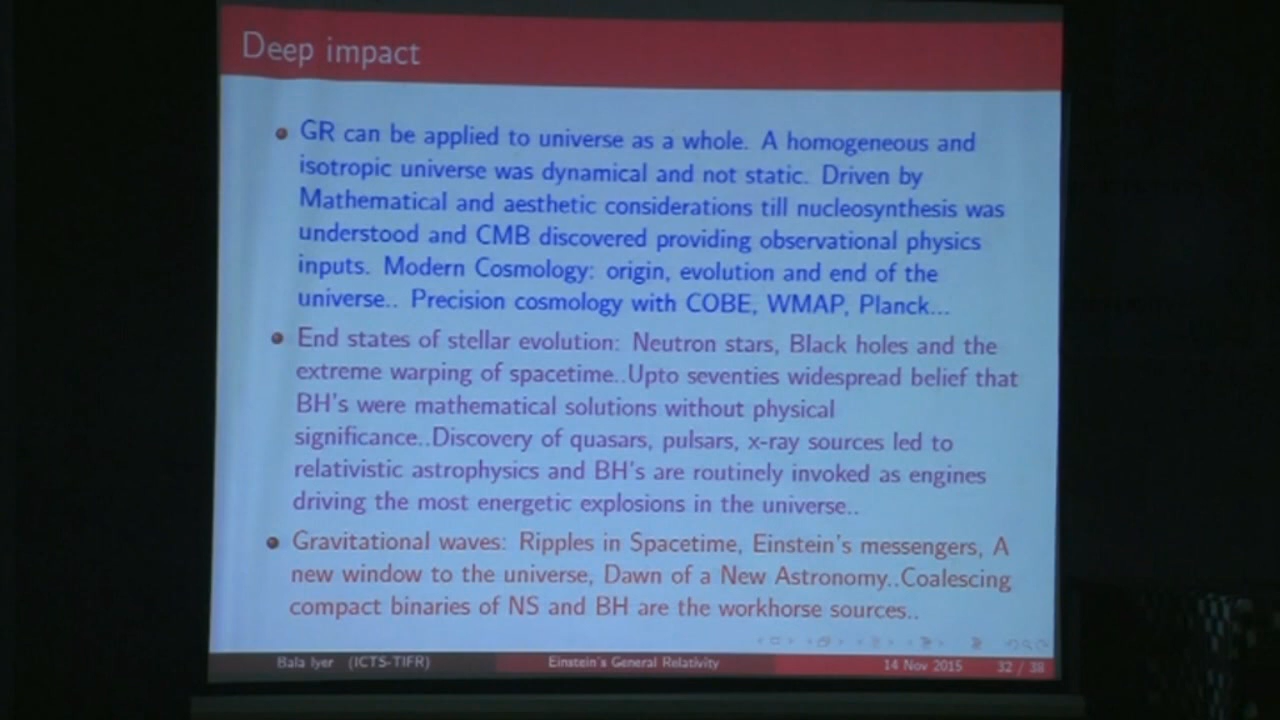 Deep impact
GR can be applied to universe as a whole. A homogeneous and
isotropic universe was dynamical and not static. Driven by
Mathematical and aesthetic considerations till nucleosynthesis was
understood and CMB discovered providing observational physics
inputs. Modern Cosmology: origin, evolution and end of the
universe.. Precision cosmology with COBE, WMAP, Planck...
End states of stellar evolution: Neutron stars, Black holes and the
extreme warping of spacetime..Upto seventies widespread belief that
BH's were mathematical solutions without physical
significance..Discovery of quasars, pulsars, x-ray sources led to
relativistic astrophysics and BH's are routinely invoked as engines
driving the most energetic explosions in the universe..
Gravitational waves: Ripples in Spacetime, Einstein's messengers, A
new window to the universe, Dawn of a New Astronomy..Coalescing
compact binaries of NS and BH are the workhorse sources..
Bala Iyer (ICTS-TIFR) Einstein's General Relativity 14 Nov 2015 32 / 38